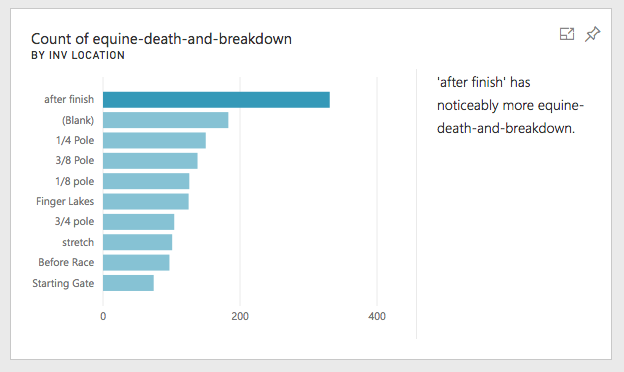 Count of equine-death-and-breakdown
BY INV LOCATION
after finish
(Blank)
1/4 Pole
3/8 Pole
1/8 pole
Finger Lakes
3/4 pole
stretch
Before Race
Starting Gate
0
200
400
'after finish' has
noticeably more equine-
death-and-breakdown.